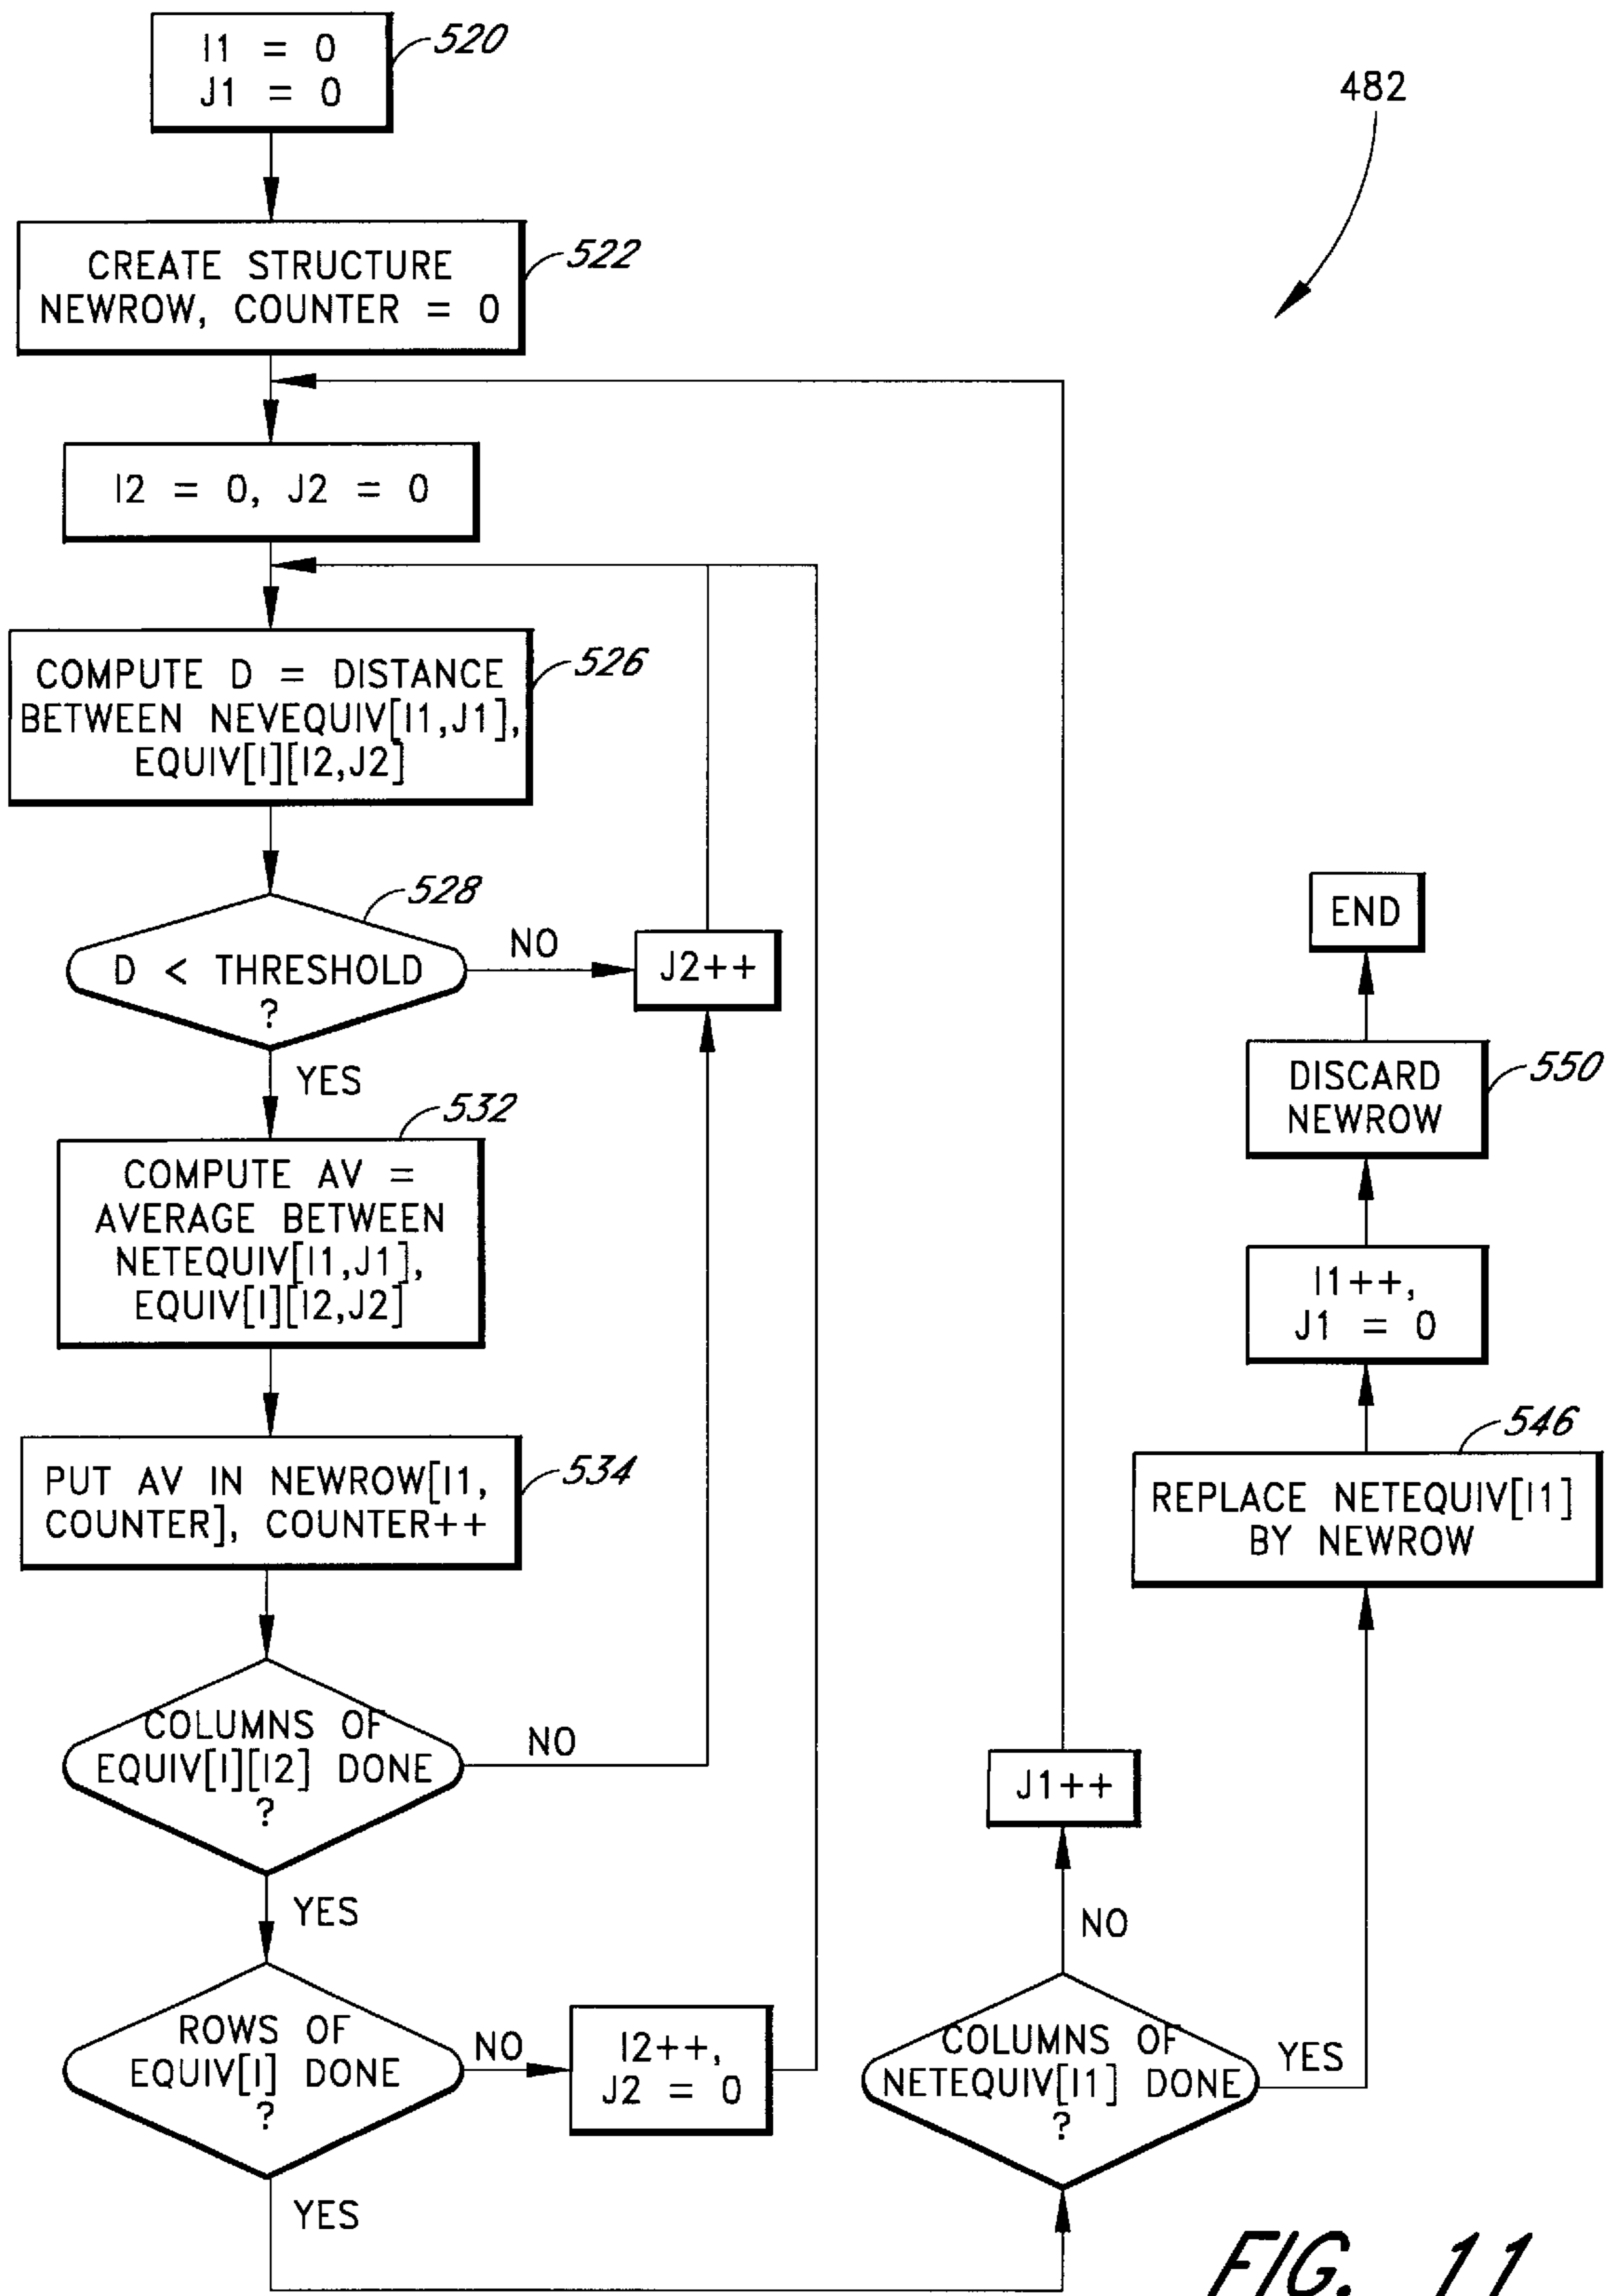 I1 = 0
J1 = 0
520
482
CREATE STRUCTURE
NEWROW, COUNTER = 0
522
I2 = 0, J2 = 0
COMPUTE D = DISTANCE
BETWEEN NEVEQUIV[I1,J1],
EQUIV[I][I2,J2]
526
D < THRESHOLD
?
528
NO
J2++
YES
COMPUTE AV =
AVERAGE BETWEEN
NETEQUIV[I1,J1],
EQUIV[I][I2,J2]
532
PUT AV IN NEWROW[I1,
COUNTER], COUNTER++
534
COLUMNS OF
EQUIV[I][I2] DONE
?
NO
YES
ROWS OF
EQUIV[I] DONE
?
NO
I2++,
J2 = 0
YES
COLUMNS OF
NETEQUIV[I1] DONE
?
NO
J1++
YES
REPLACE NETEQUIV[I1]
BY NEWROW
546
I1++,
J1 = 0
DISCARD
NEWROW
550
END
FIG. 11